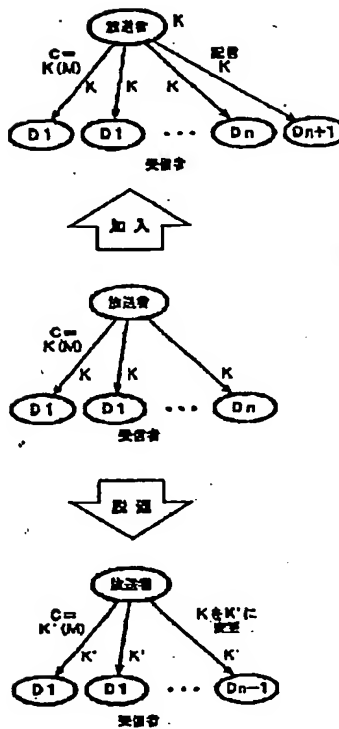 放送者 K
C=
K(M)
K K K
配信
K
D1 D1 ・・・ Dn Dn+1
受信者
加入
放送者
C=
K(M)
K K K
D1 D1 ・・・ Dn
受信者
脱退
放送者
C=
K'(M)
K' K' K'
KをK'に
変更
D1 D1 ・・・ Dn-1
受信者